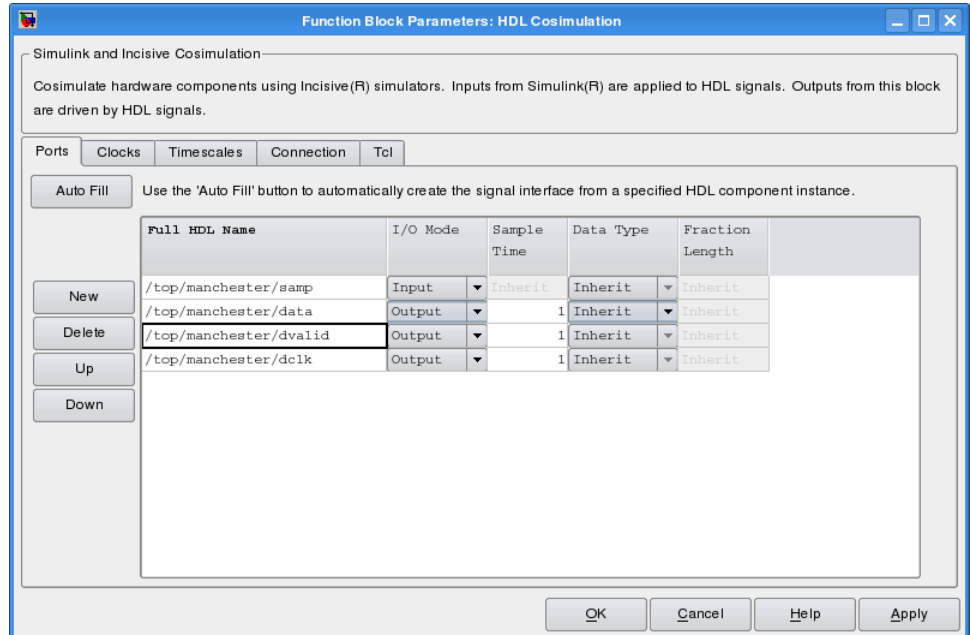 Function Block Parameters: HDL Cosimulation
Simulink and Incisive Cosimulation
Cosimulate hardware components using Incisive(R) simulators. Inputs from Simulink(R) are applied to HDL signals. Outputs from this block
are driven by HDL signals.
Ports Clocks Timescales Connection Tcl
Auto Fill Use the 'Auto Fill' button to automatically create the signal interface from a specified HDL component instance.
Full HDL Name I/O Mode Sample Data Type Fraction
Time Length
/top/manchester/samp Input Inherit Inherit Inherit
New
/top/manchester/data Output 1 Inherit Inherit
Delete /top/manchester/dvalid Output 1 Inherit Inherit
/top/manchester/dclk Output 1 Inherit Inherit
Up
Down
OK Cancel Help Apply